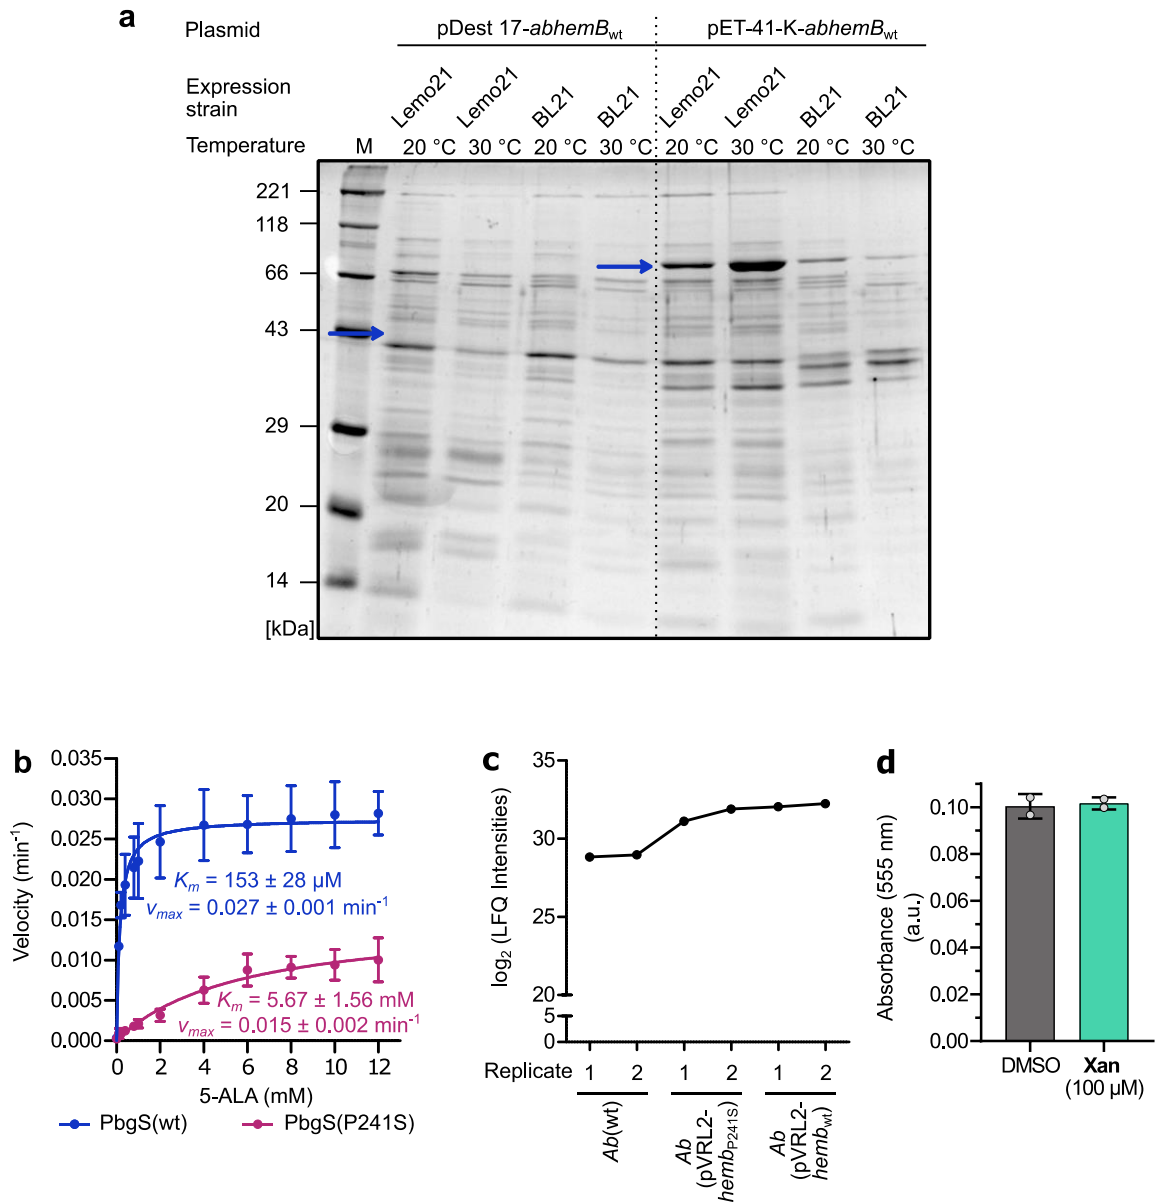 a
Plasmid
pDest 17-abhemBwt
pET-41-K-abhemBwt
Expression
strain
Lemo21
Lemo21
BL21
BL21
Lemo21
Lemo21
BL21
BL21
Temperature
M
20 °C
30 °C
20 °C
30 °C
20 °C
30 °C
20 °C
30 °C
221
118
66
43
29
20
14
[kDa]
b
Velocity (min-1)
0.035
0.030
0.025
0.020
0.015
0.010
0.005
0.000
Km = 153 ± 28 µM
vmax = 0.027 ± 0.001 min-1
Km = 5.67 ± 1.56 mM
vmax = 0.015 ± 0.002 min-1
0 2 4 6 8 10 12
5-ALA (mM)
PbgS(wt)
PbgS(P241S)
c
log2 (LFQ Intensities)
35
30
25
20
5
0
Replicate 1 2 1 2 1 2
Ab(wt)
Ab
(pVRL2-
hembP241S)
Ab
(pVRL2-
hembwt)
d
Absorbance (555 nm)
(a.u.)
0.10
0.08
0.06
0.04
0.02
0.00
DMSO
Xan
(100 µM)